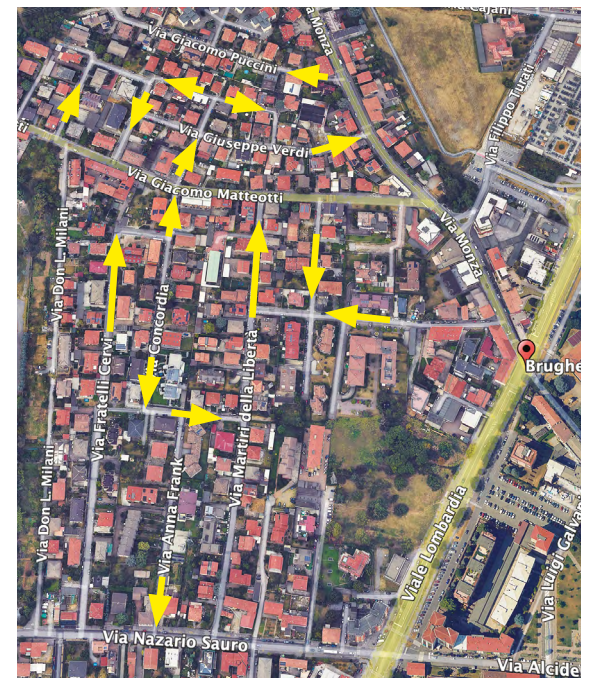 Via Cajani
Via Monza
Via Giacomo Puccini
Via Filippo Turati
Via Giuseppe Verdi
Via Giacomo Matteotti
Via Don L. Milani
Via Monza
Concordia
Via Martiri della Libertà
Via Fratelli Cervi
Brughe
Via Don L. Milani
Via Anna Frank
Viale Lombardia
Via Luigi Galvani
Via Nazario Sauro
Via Alcide